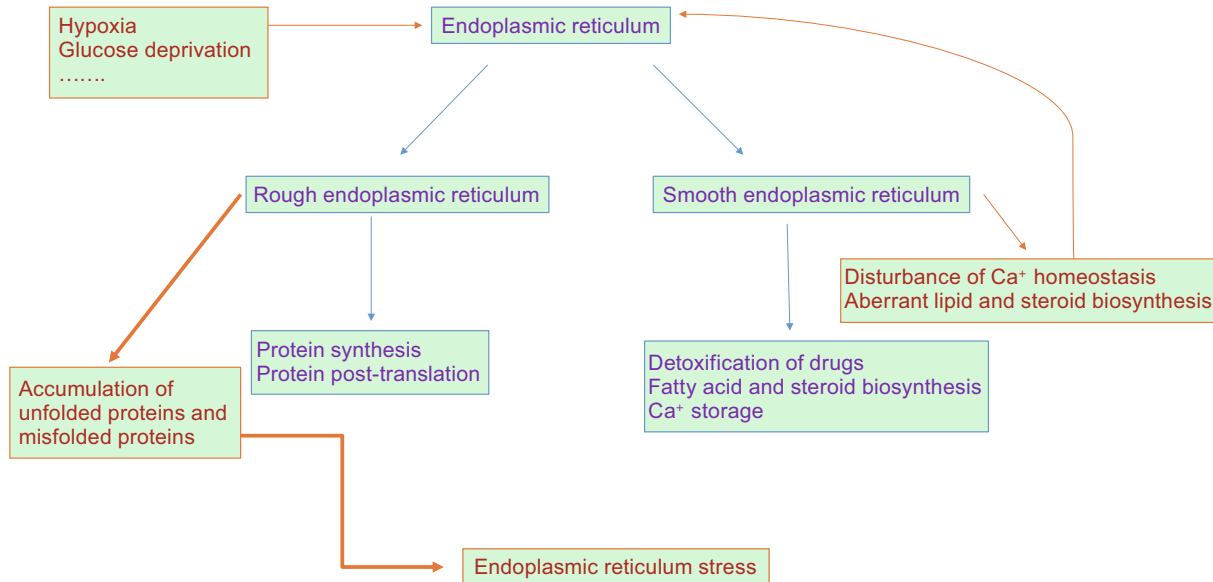 Hypoxia
Glucose deprivation
…….
Endoplasmic reticulum
Rough endoplasmic reticulum
Smooth endoplasmic reticulum
Disturbance of Ca⁺ homeostasis
Aberrant lipid and steroid biosynthesis
Protein synthesis
Protein post-translation
Detoxification of drugs
Fatty acid and steroid biosynthesis
Ca⁺ storage
Accumulation of
unfolded proteins and
misfolded proteins
Endoplasmic reticulum stress